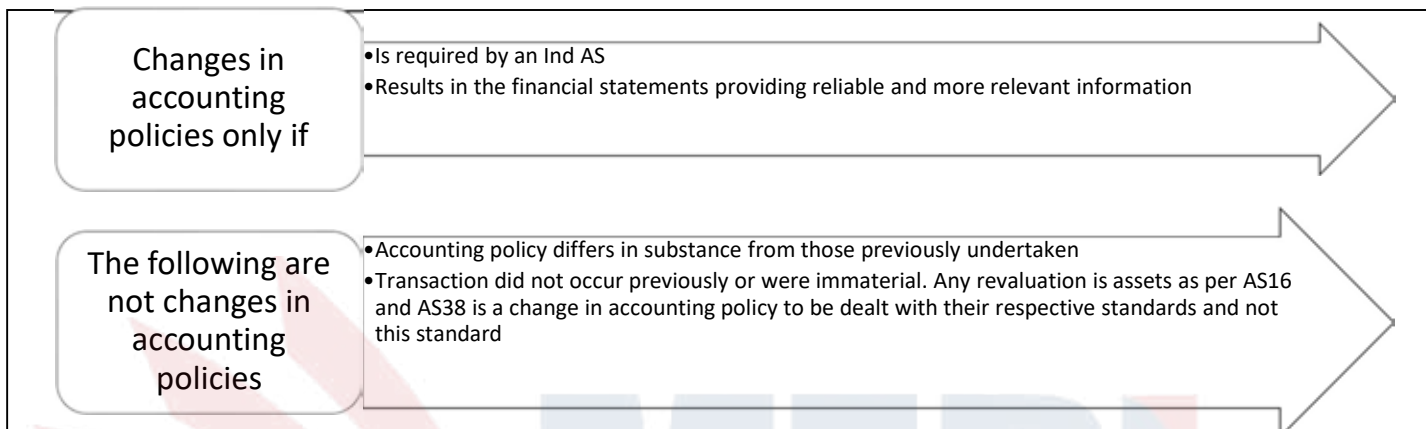 Changes in
accounting
policies only if
•Is required by an Ind AS
•Results in the financial statements providing reliable and more relevant information
The following are
not changes in
accounting
policies
•Accounting policy differs in substance from those previously undertaken
•Transaction did not occur previously or were immaterial. Any revaluation is assets as per AS16
and AS38 is a change in accounting policy to be dealt with their respective standards and not
this standard